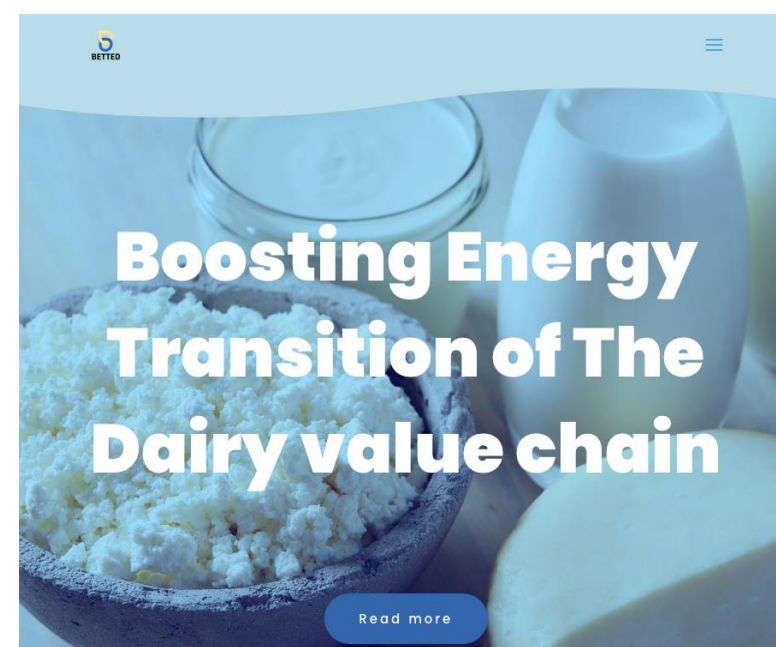 BETTED
Boosting Energy
Transition of The
Dairy value chain
Read more